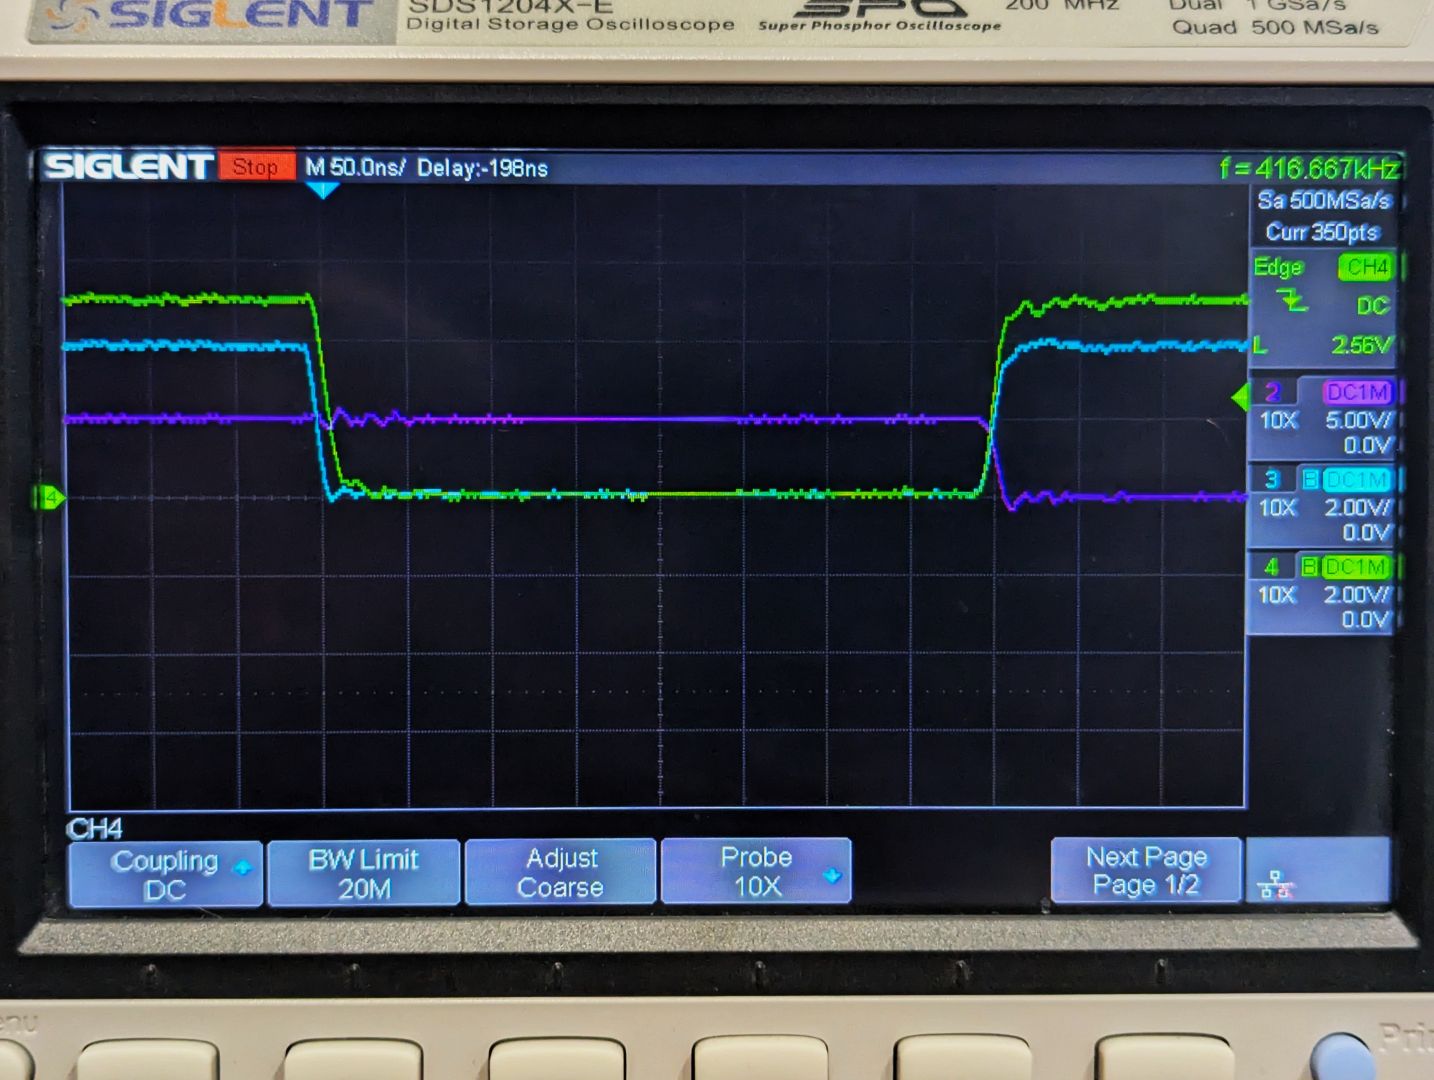 SIGLENT
SDS1204X-E
Digital Storage Oscilloscope
SPO
Super Phosphor Oscilloscope
200 MHz
Dual 1 GSa/s
Quad 500 MSa/s
SIGLENT Stop M 50.0ns/ Delay:-198ns f = 416.667kHz
Sa 500MSa/s
Curr 350pts
Edge CH4
DC
L 2.56V
2 DC1M
10X 5.00V/
0.0V
3 B DC1M
10X 2.00V/
0.0V
4 B DC1M
10X 2.00V/
0.0V
4
CH4
Coupling
DC
BW Limit
20M
Adjust
Coarse
Probe
10X
Next Page
Page 1/2